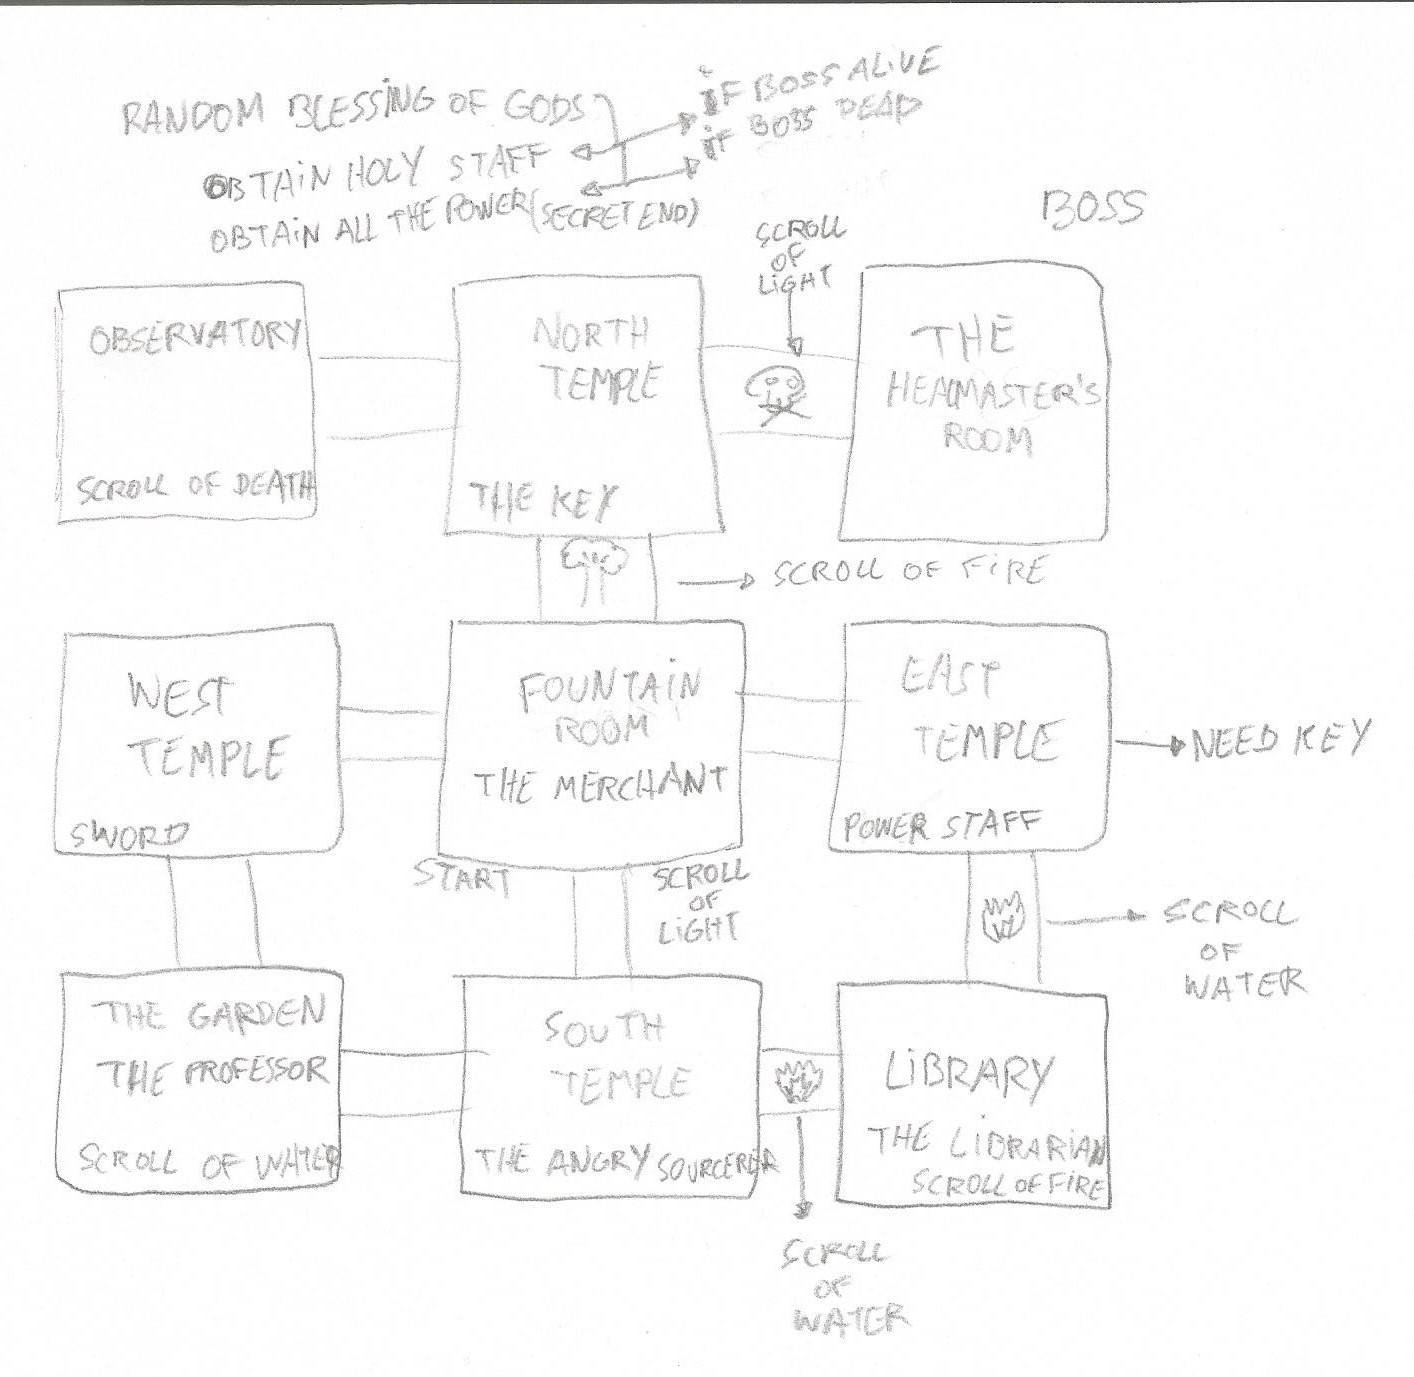 RANDOM BLESSING OF GODS
iF BOSS ALiVE
iF BOSS DEAD
OBTAiN HOLY STAFF
OBTAiN ALL THE POWER (SECRET END)
BOSS
SCROLL
OF
LiGHT
OBSERVATORY
SCROLL OF DEATH
NORTH
TEMPLE
THE KEY
THE
HEADMASTER'S
ROOM
SCROLL OF FiRE
WEST
TEMPLE
SWORD
FOUNTAiN
ROOM
THE MERCHANT
START
EAST
TEMPLE
POWER STAFF
NEED KEY
SCROLL
OF
LiGHT
SCROLL
OF
WATER
THE GARDEN
THE PROFESSOR
SCROLL OF WATER
SOUTH
TEMPLE
THE ANGRY SOURCERER
LiBRARY
THE LiBRARiAN
SCROLL OF FiRE
SCROLL
OF
WATER